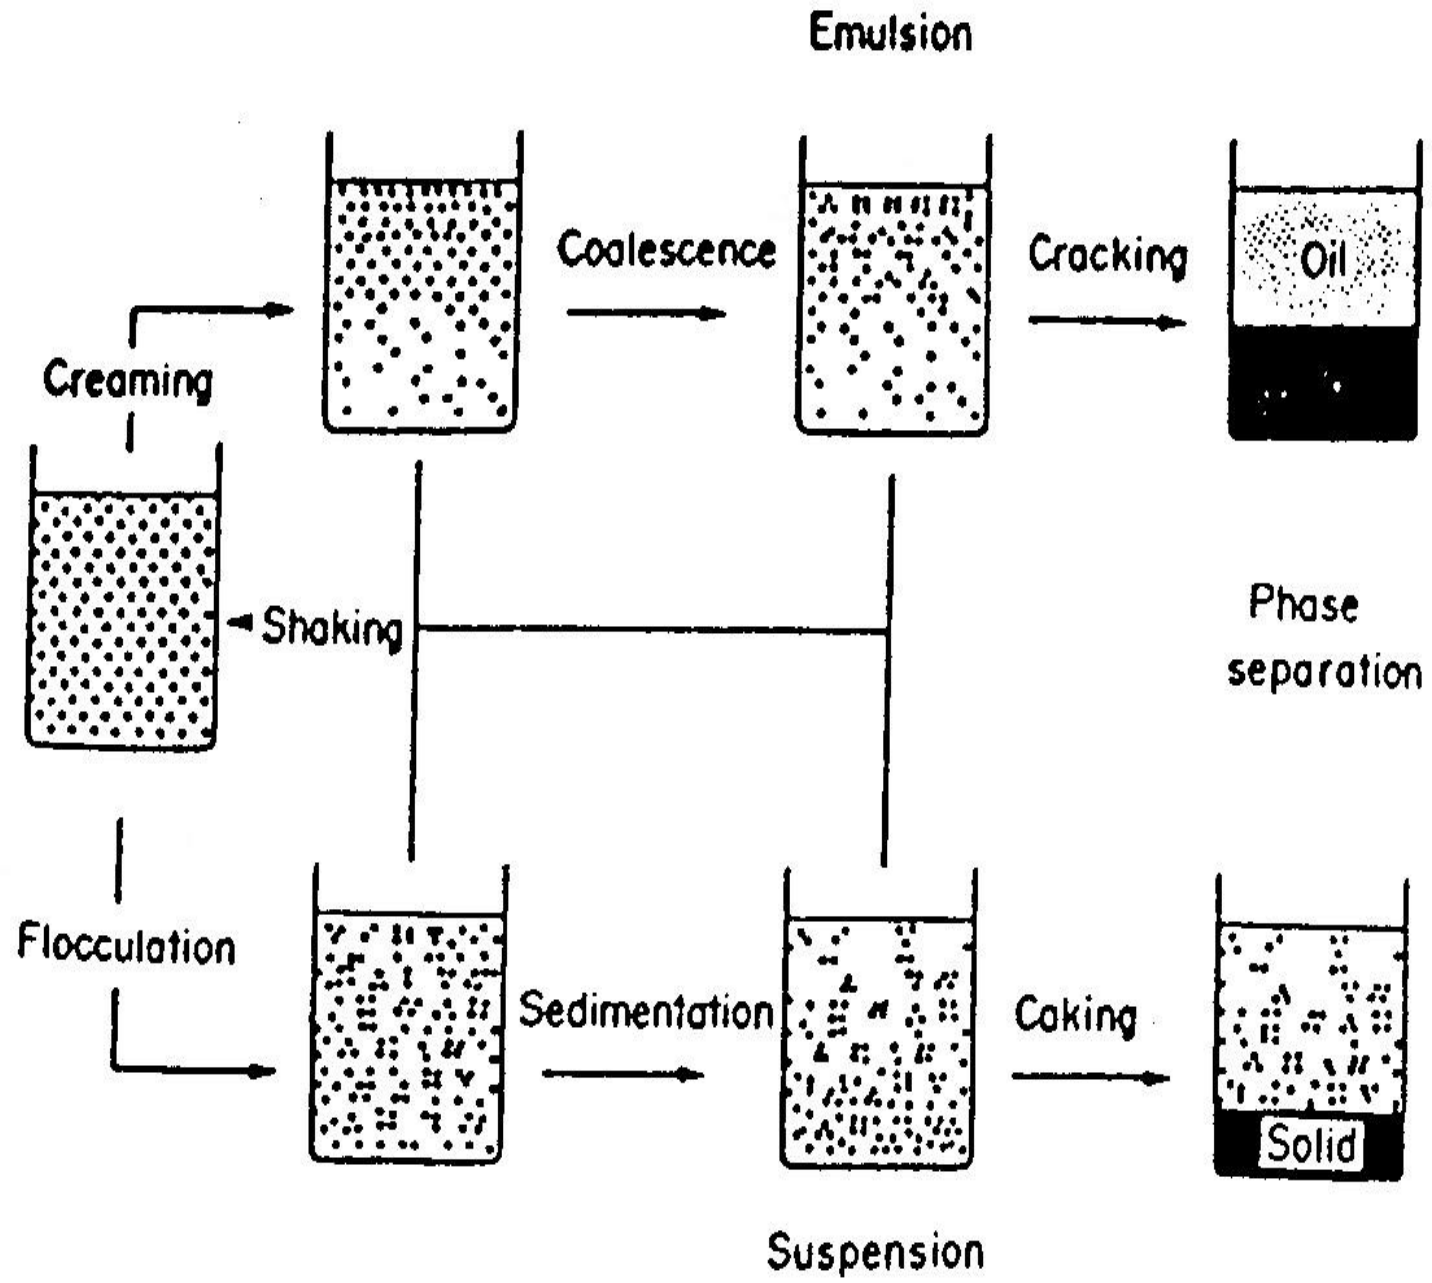 Emulsion
Coalescence
Cracking
Oil
Creaming
Shaking
Phase
separation
Flocculation
Sedimentation
Caking
Solid
Suspension